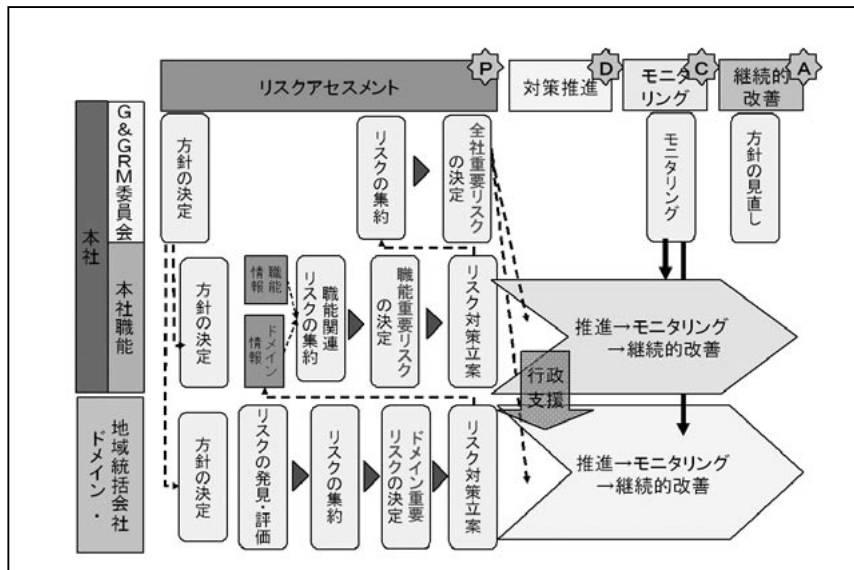 リスクアセスメント
P
対策推進
D
モニタ
リング
C
継続的
改善
A
本社
G&GRM委員会
方針の決定
リスクの集約
全社重要リスク
の決定
モニタリング
方針の見直し
本社職能
方針の決定
職能
情報
ドメイン
情報
職能関連
リスクの集約
職能重要リスク
の決定
リスク対策立案
推進→モニタリング
→継続的改善
行政
支援
地域統括会社
ドメイン・
方針の決定
リスクの発見・評価
リスクの集約
ドメイン重要
リスクの決定
リスク対策立案
推進→モニタリング
→継続的改善